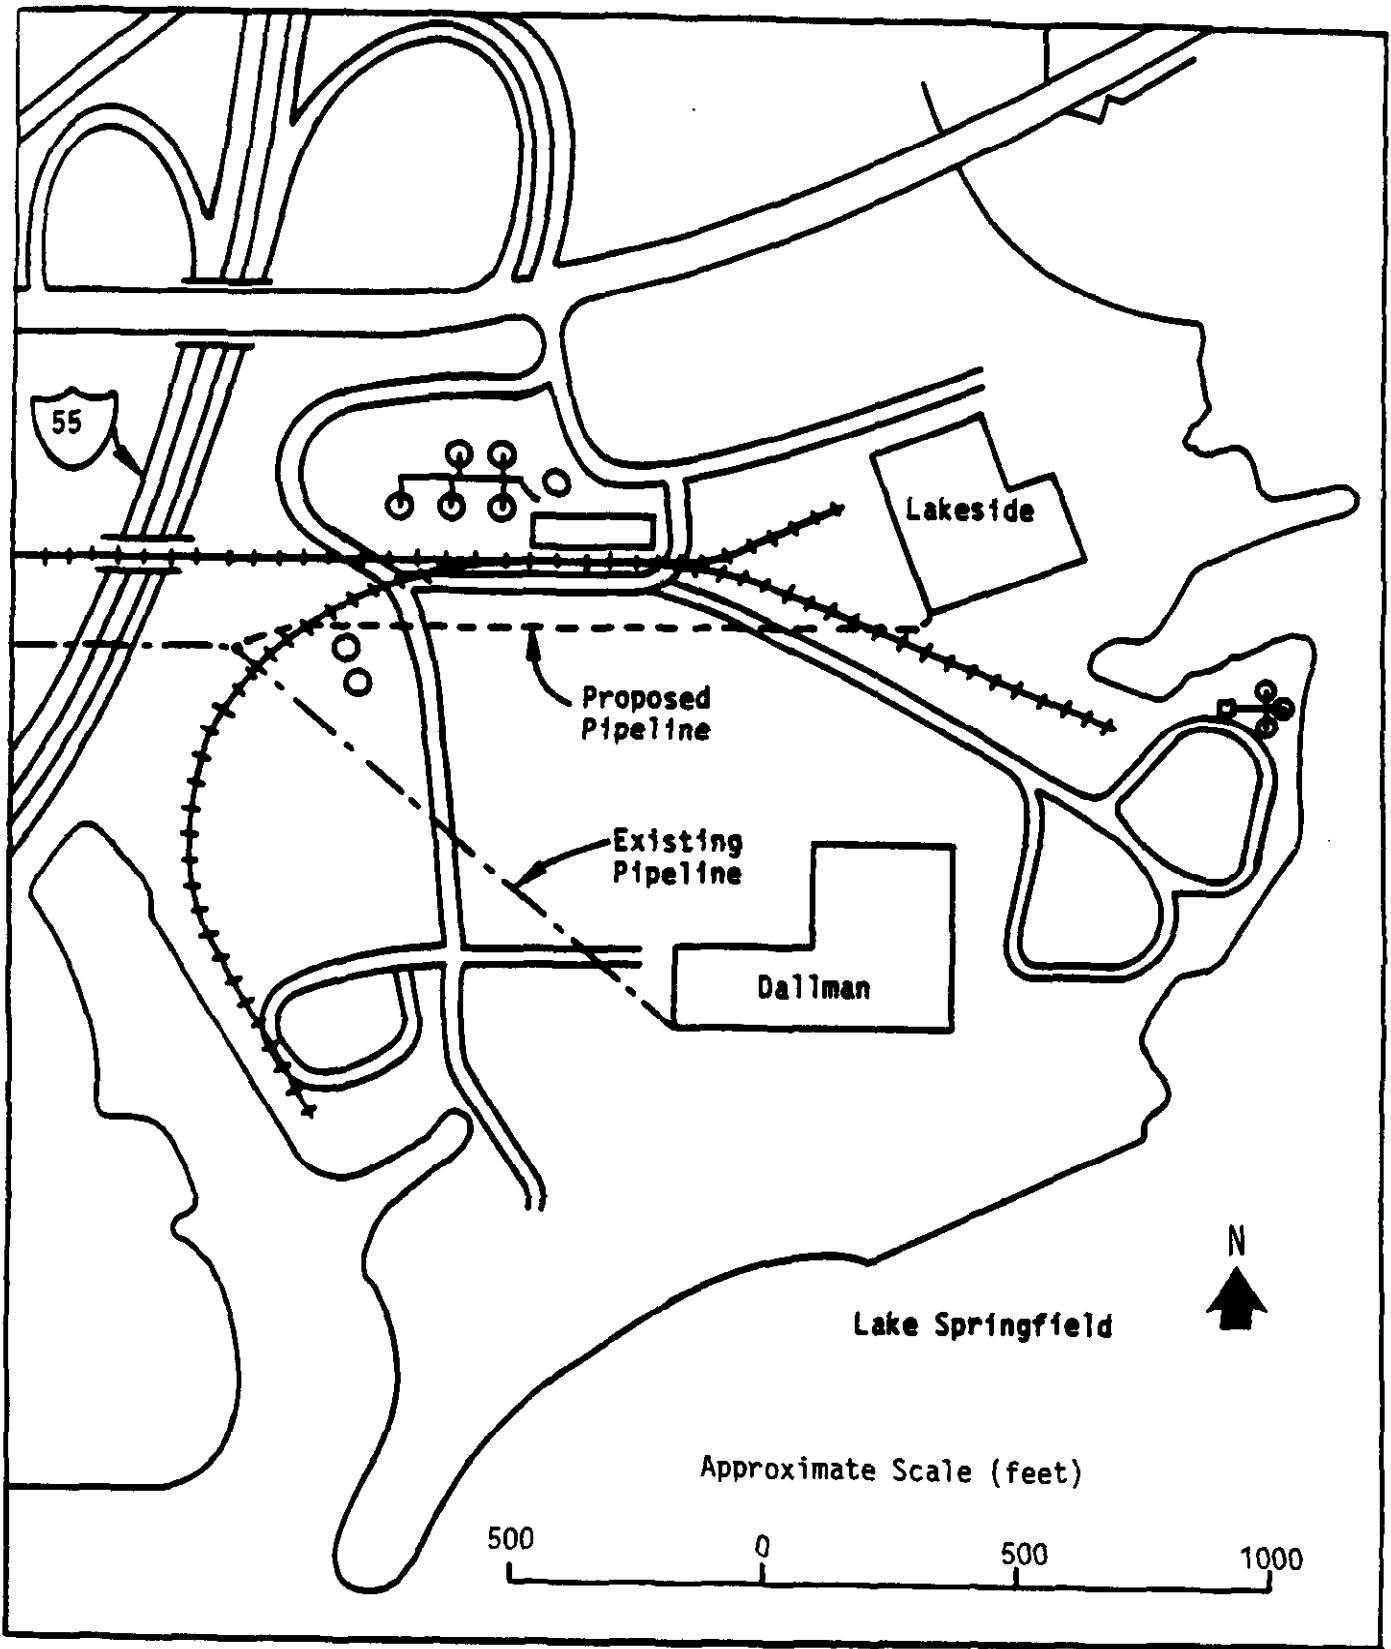 55
Lakeside
Proposed
Pipeline
Existing
Pipeline
Dallman
N
Lake Springfield
Approximate Scale (feet)
500 0 500 1000